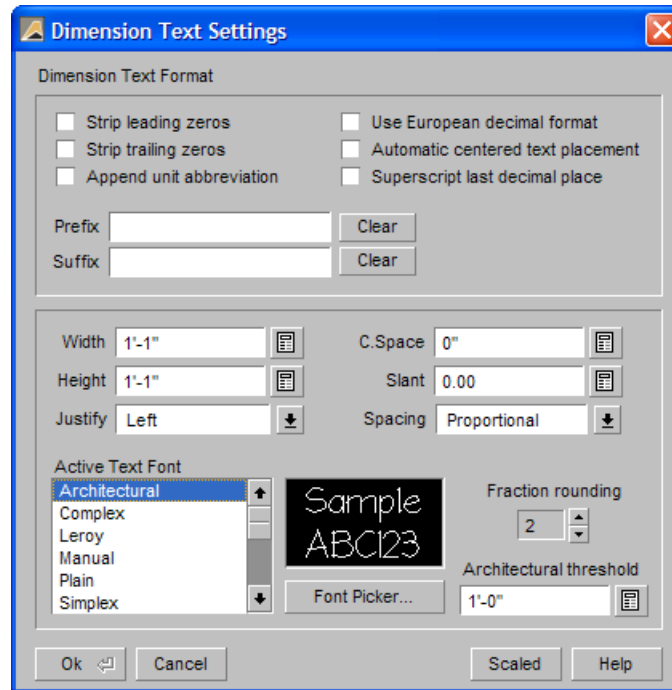 Dimension Text Settings
Dimension Text Format
Strip leading zeros
Use European decimal format
Strip trailing zeros
Automatic centered text placement
Append unit abbreviation
Superscript last decimal place
Prefix
Clear
Suffix
Clear
Width 1'-1"
C.Space 0"
Height 1'-1"
Slant 0.00
Justify Left
Spacing Proportional
Active Text Font
Architectural
Complex
Leroy
Manual
Plain
Simplex
Sample
ABC123
Font Picker...
Fraction rounding
2
Architectural threshold
1'-0"
Ok
Cancel
Scaled
Help